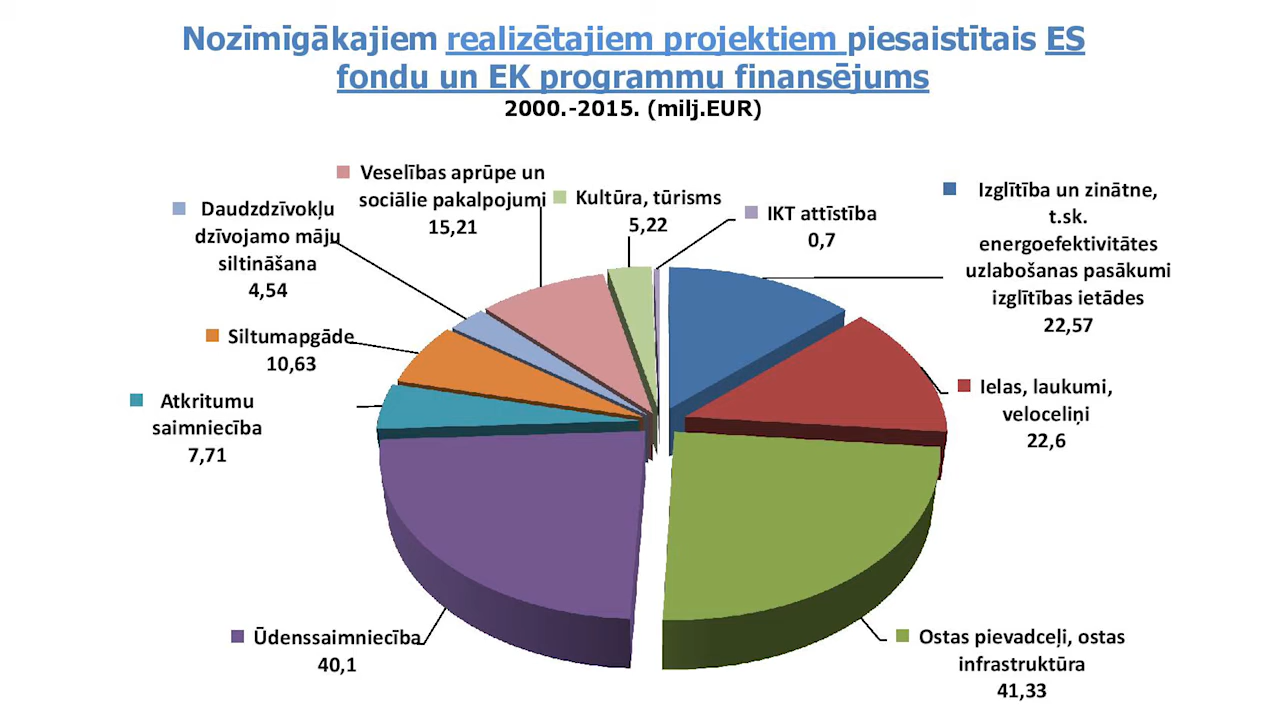 Nozīmīgākajiem realizētajiem projektiem piesaistītais ES
fondu un EK programmu finansējums
2000.-2015. (milj.EUR)
Veselības aprūpe un
sociālie pakalpojumi
15,21
Kultūra, tūrisms
5,22
IKT attīstība
0,7
Izglītība un zinātne,
t.sk.
energoefektivitātes
uzlabošanas pasākumi
izglītības ietādes
22,57
Daudzdzīvokļu
dzīvojamo māju
siltināšana
4,54
Siltumapgāde
10,63
Atkritumu
saimniecība
7,71
Ielas, laukumi,
veloceliņi
22,6
Ūdenssaimniecība
40,1
Ostas pievadceļi, ostas
infrastruktūra
41,33